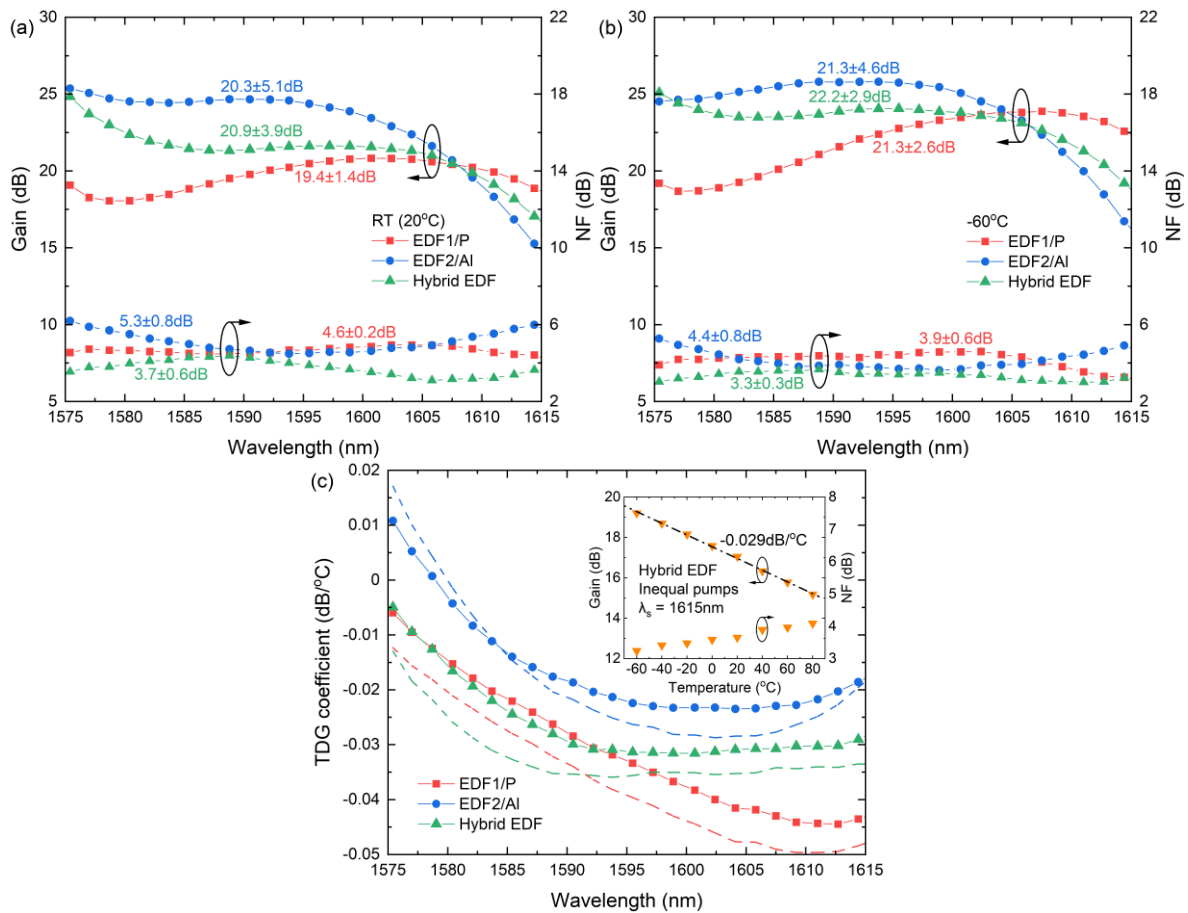 (a)
30
25
20
15
10
5
Gain (dB)
22
18
14
10
6
2
NF (dB)
20.3±5.1dB
20.9±3.9dB
19.4±1.4dB
RT (20°C)
EDF1/P
EDF2/Al
Hybrid EDF
5.3±0.8dB
4.6±0.2dB
3.7±0.6dB
1575 1580 1585 1590 1595 1600 1605 1610 1615
Wavelength (nm)
(b)
30
25
20
15
10
5
Gain (dB)
22
18
14
10
6
2
NF (dB)
21.3±4.6dB
22.2±2.9dB
21.3±2.6dB
-60°C
EDF1/P
EDF2/Al
Hybrid EDF
4.4±0.8dB
3.9±0.6dB
3.3±0.3dB
1575 1580 1585 1590 1595 1600 1605 1610 1615
Wavelength (nm)
(c)
0.02
0.01
0
-0.01
-0.02
-0.03
-0.04
-0.05
TDG coefficient (dB/°C)
EDF1/P
EDF2/Al
Hybrid EDF
1575 1580 1585 1590 1595 1600 1605 1610 1615
Wavelength (nm)
20
18
16
14
12
Gain (dB)
8
7
6
5
4
3
NF (dB)
-0.029dB/°C
Hybrid EDF
Inequal pumps
λs = 1615nm
-60 -40 -20 0 20 40 60 80
Temperature (°C)